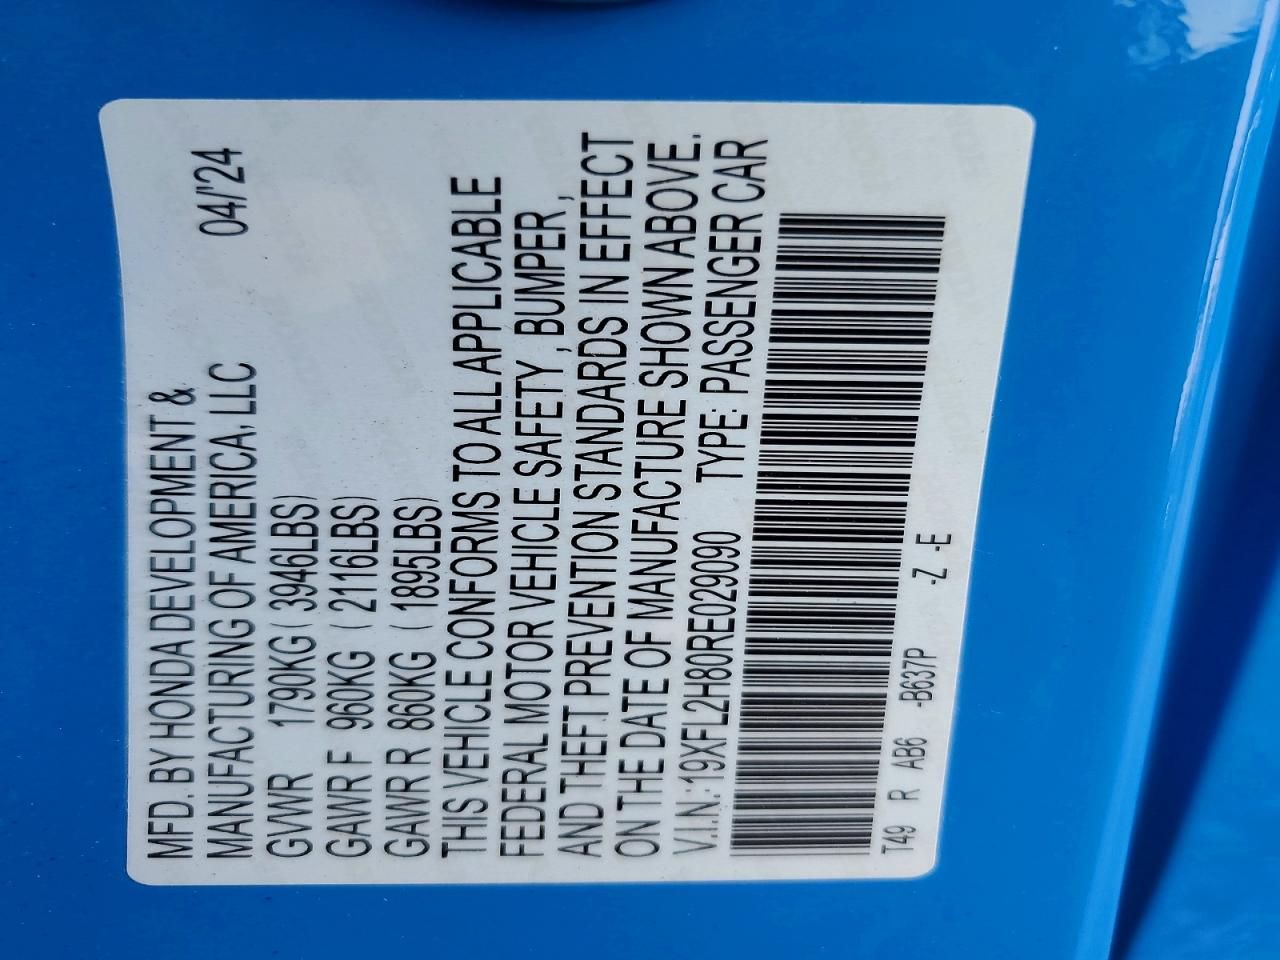 MFD. BY HONDA DEVELOPMENT &
MANUFACTURING OF AMERICA, LLC 04/'24
GVWR 1790KG ( 3946LBS)
GAWR F 960KG ( 2116LBS)
GAWR R 860KG ( 1895LBS)
THIS VEHICLE CONFORMS TO ALL APPLICABLE
FEDERAL MOTOR VEHICLE SAFETY, BUMPER,
AND THEFT PREVENTION STANDARDS IN EFFECT
ON THE DATE OF MANUFACTURE SHOWN ABOVE.
V.I.N.: 19XFL2H80RE029090 TYPE: PASSENGER CAR
T49 R AB6 -B637P -Z -E